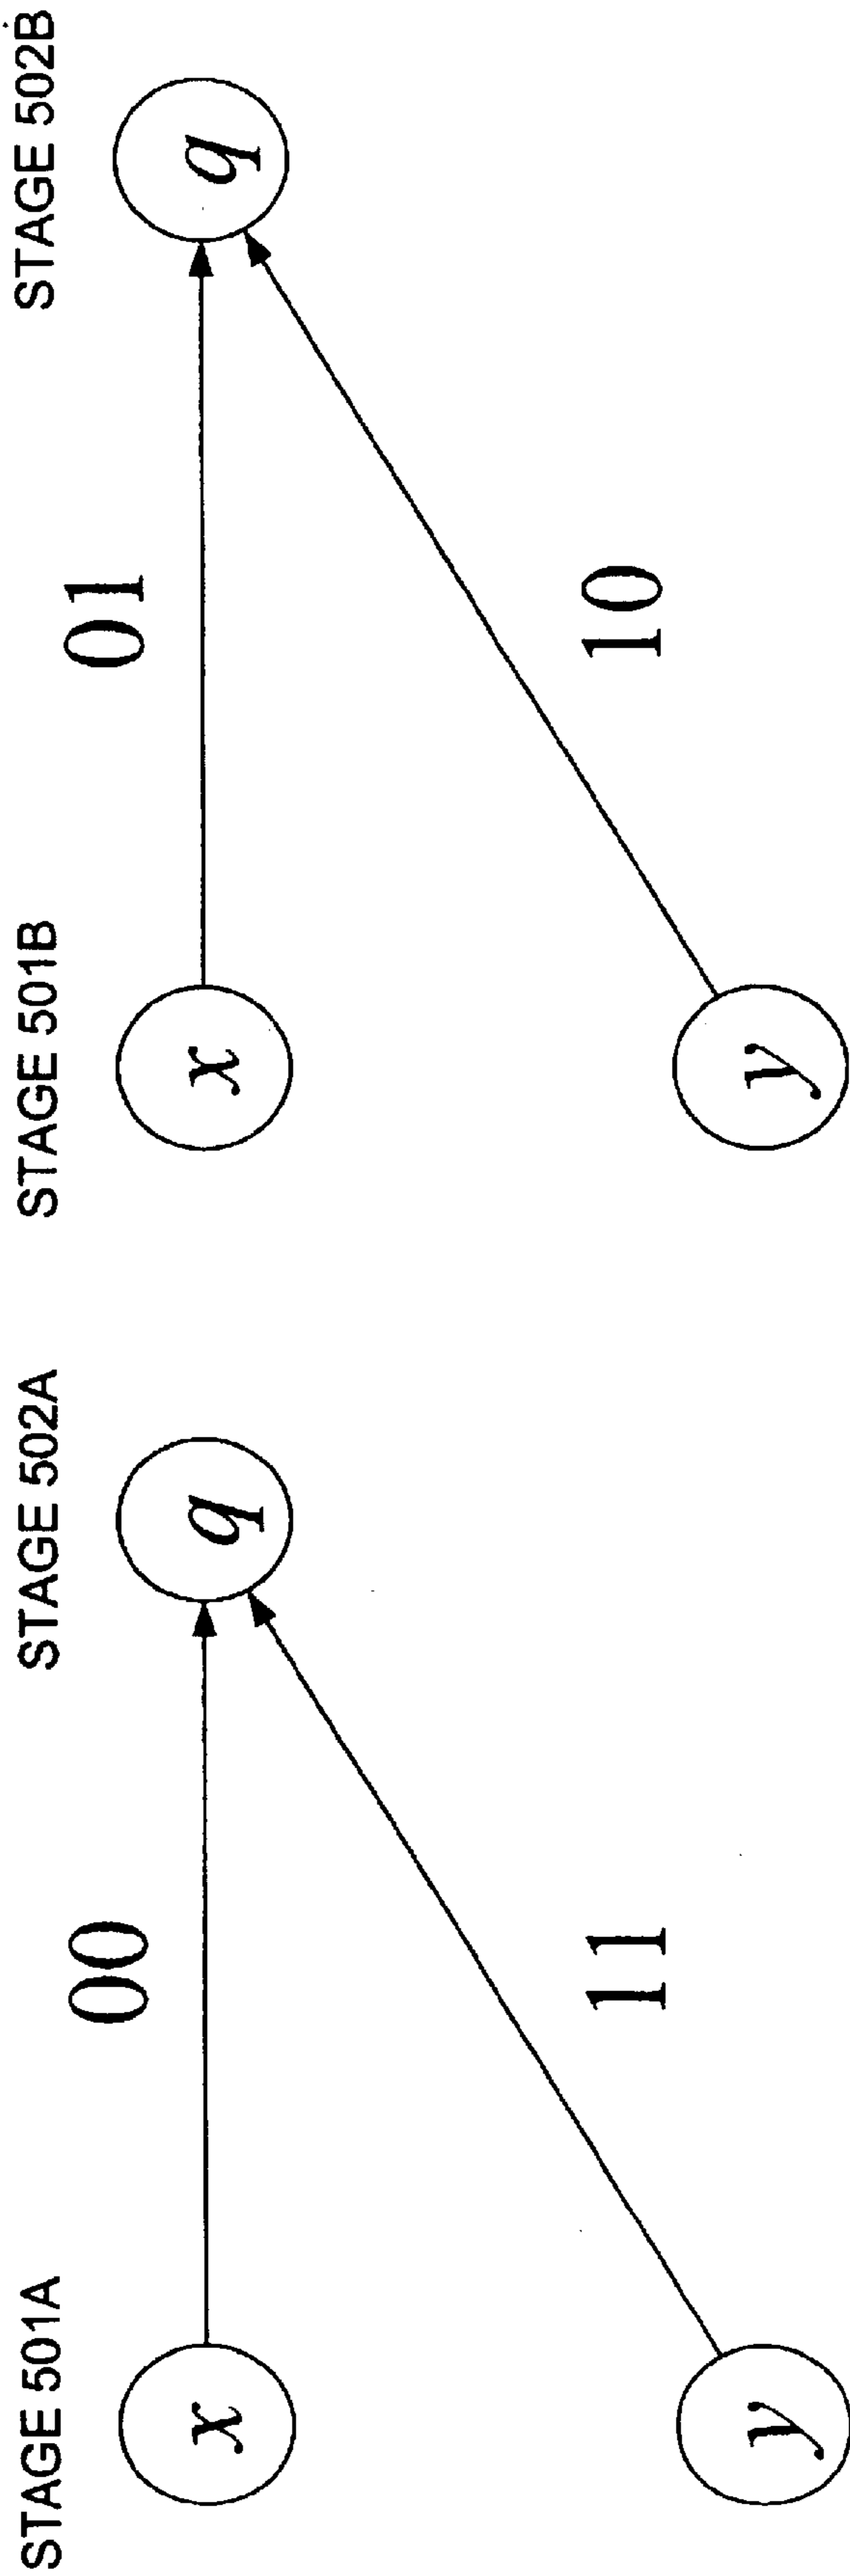 STAGE 501A STAGE 502A STAGE 501B STAGE 502B
00 01
x q x q
11 10
y y